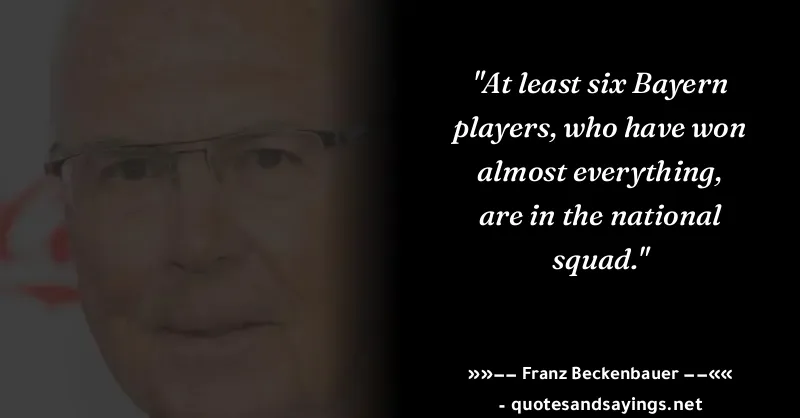 "At least six Bayern
players, who have won
almost everything,
are in the national
squad."
»»−− Franz Beckenbauer −−««
- quotesandsayings.net